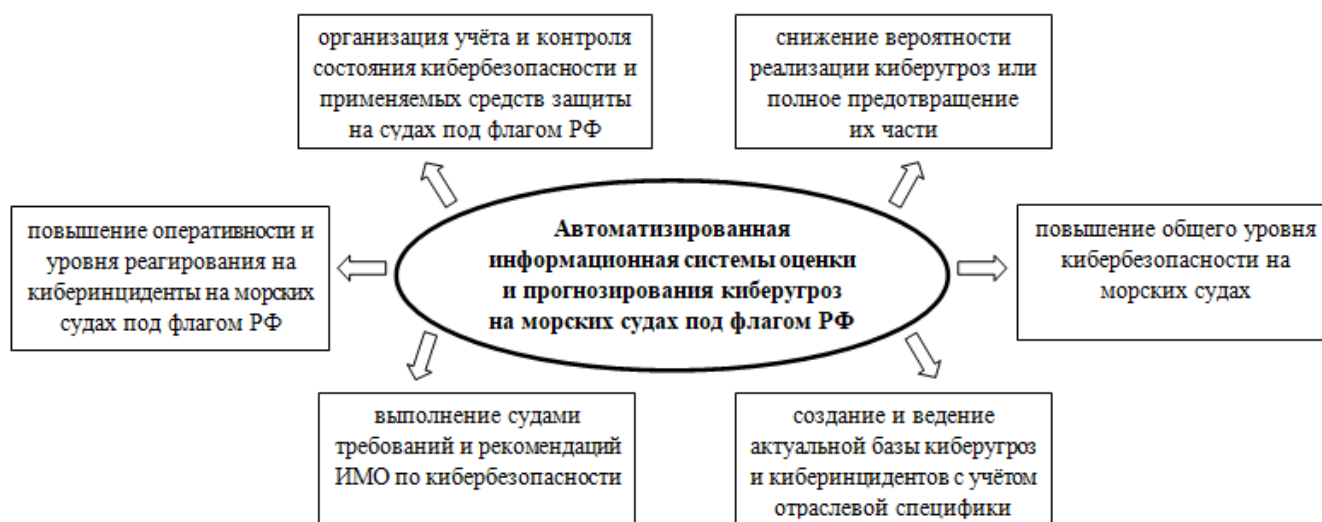 организация учёта и контроля
состояния кибербезопасности и
применяемых средств защиты
на судах под флагом РФ
снижение вероятности
реализации киберугроз или
полное предотвращение
их части
повышение оперативности и
уровня реагирования на
киберинциденты на морских
судах под флагом РФ
Автоматизированная
информационная системы оценки
и прогнозирования киберугроз
на морских судах под флагом РФ
повышение общего уровня
кибербезопасности на
морских судах
выполнение судами
требований и рекомендаций
ИМО по кибербезопасности
создание и ведение
актуальной базы киберугроз
и киберинцидентов с учётом
отраслевой специфики